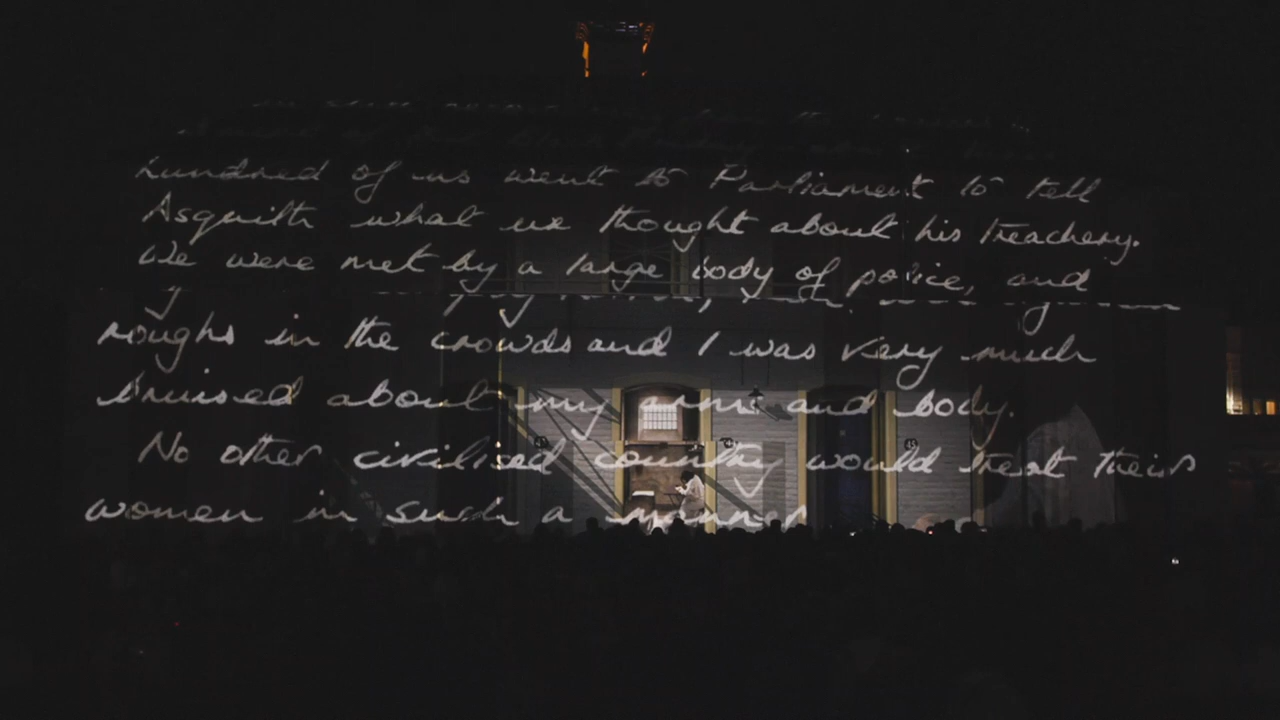 hundred of us went to Parliament to tell
Asquith what we thought about his treachery.
We were met by a large body of police, and
roughs in the crowds and I was very much
bruised about my arms and body.
No other civilised country would treat their
women in such a manner